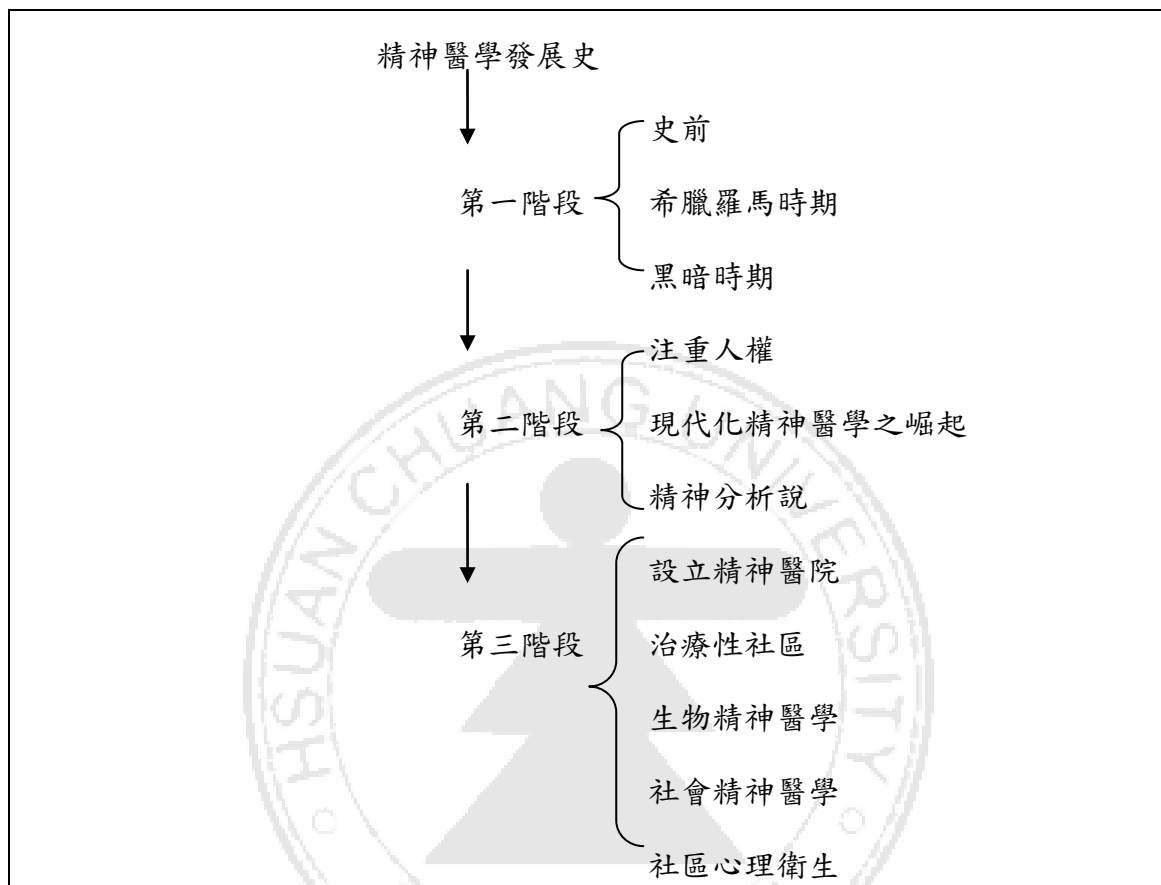 精神醫學發展史
史前
第一階段
希臘羅馬時期
黑暗時期
注重人權
第二階段
現代化精神醫學之崛起
精神分析說
設立精神醫院
第三階段
治療性社區
生物精神醫學
社會精神醫學
社區心理衛生
HSUAN CHUANG UNIVERSITY